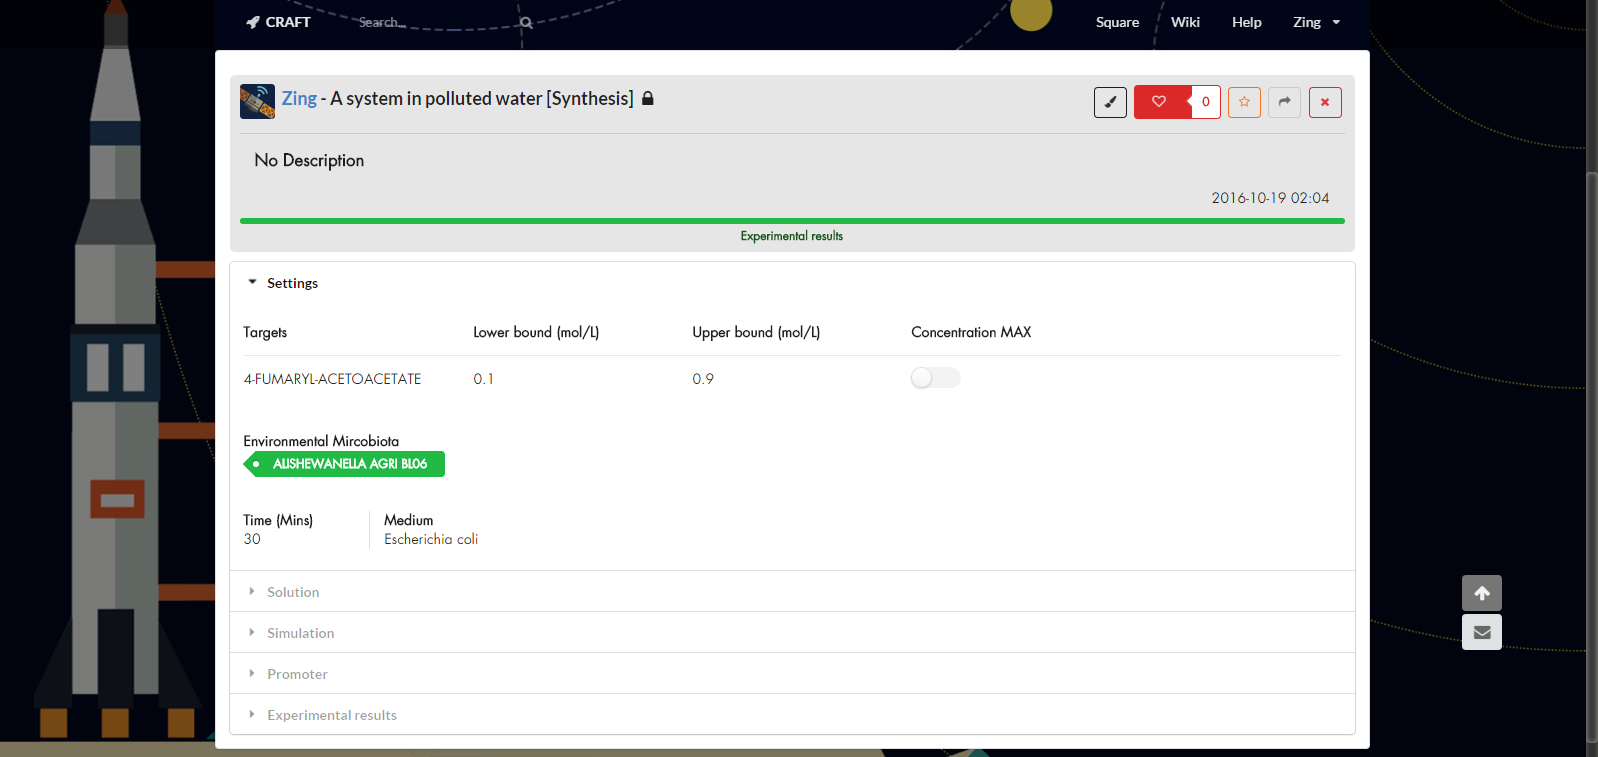 CRAFT Search... Square Wiki Help Zing
Zing - A system in polluted water [Synthesis]
0
No Description
2016-10-19 02:04
Experimental results
Settings
Targets Lower bound (mol/L) Upper bound (mol/L) Concentration MAX
4-FUMARYL-ACETOACETATE 0.1 0.9
Environmental Mircobiota
ALISHEWANELLA AGRI BL06
Time (Mins) Medium
30 Escherichia coli
Solution
Simulation
Promoter
Experimental results